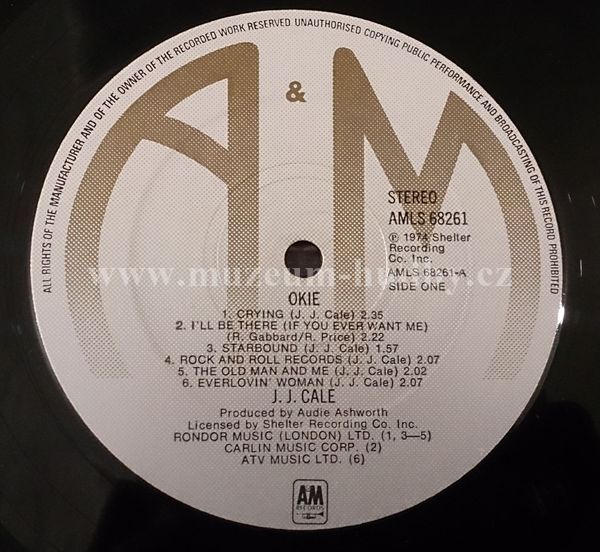 ALL RIGHTS OF THE MANUFACTURER AND OF THE OWNER OF THE RECORDED WORK RESERVED. UNAUTHORISED COPYING PUBLIC PERFORMANCE AND BROADCASTING OF THIS RECORD PROHIBITED
A & M
STEREO
AMLS 68261
℗ 1974 Shelter
Recording
Co. Inc.
AMLS 68261-A
SIDE ONE
www.muzeum-hudby.cz
OKIE
1. CRYING (J. J. Cale) 2.35
2. I'LL BE THERE (IF YOU EVER WANT ME)
(R. Gabbard/R. Price) 2.22
3. STARBOUND (J. J. Cale) 1.57
4. ROCK AND ROLL RECORDS (J. J. Cale) 2.07
5. THE OLD MAN AND ME (J. J. Cale) 2.02
6. EVERLOVIN' WOMAN (J. J. Cale) 2.07
J. J. CALE
Produced by Audie Ashworth
Licensed by Shelter Recording Co. Inc.
RONDOR MUSIC (LONDON) LTD. (1, 3—5)
CARLIN MUSIC CORP. (2)
ATV MUSIC LTD. (6)
AM
RECORDS